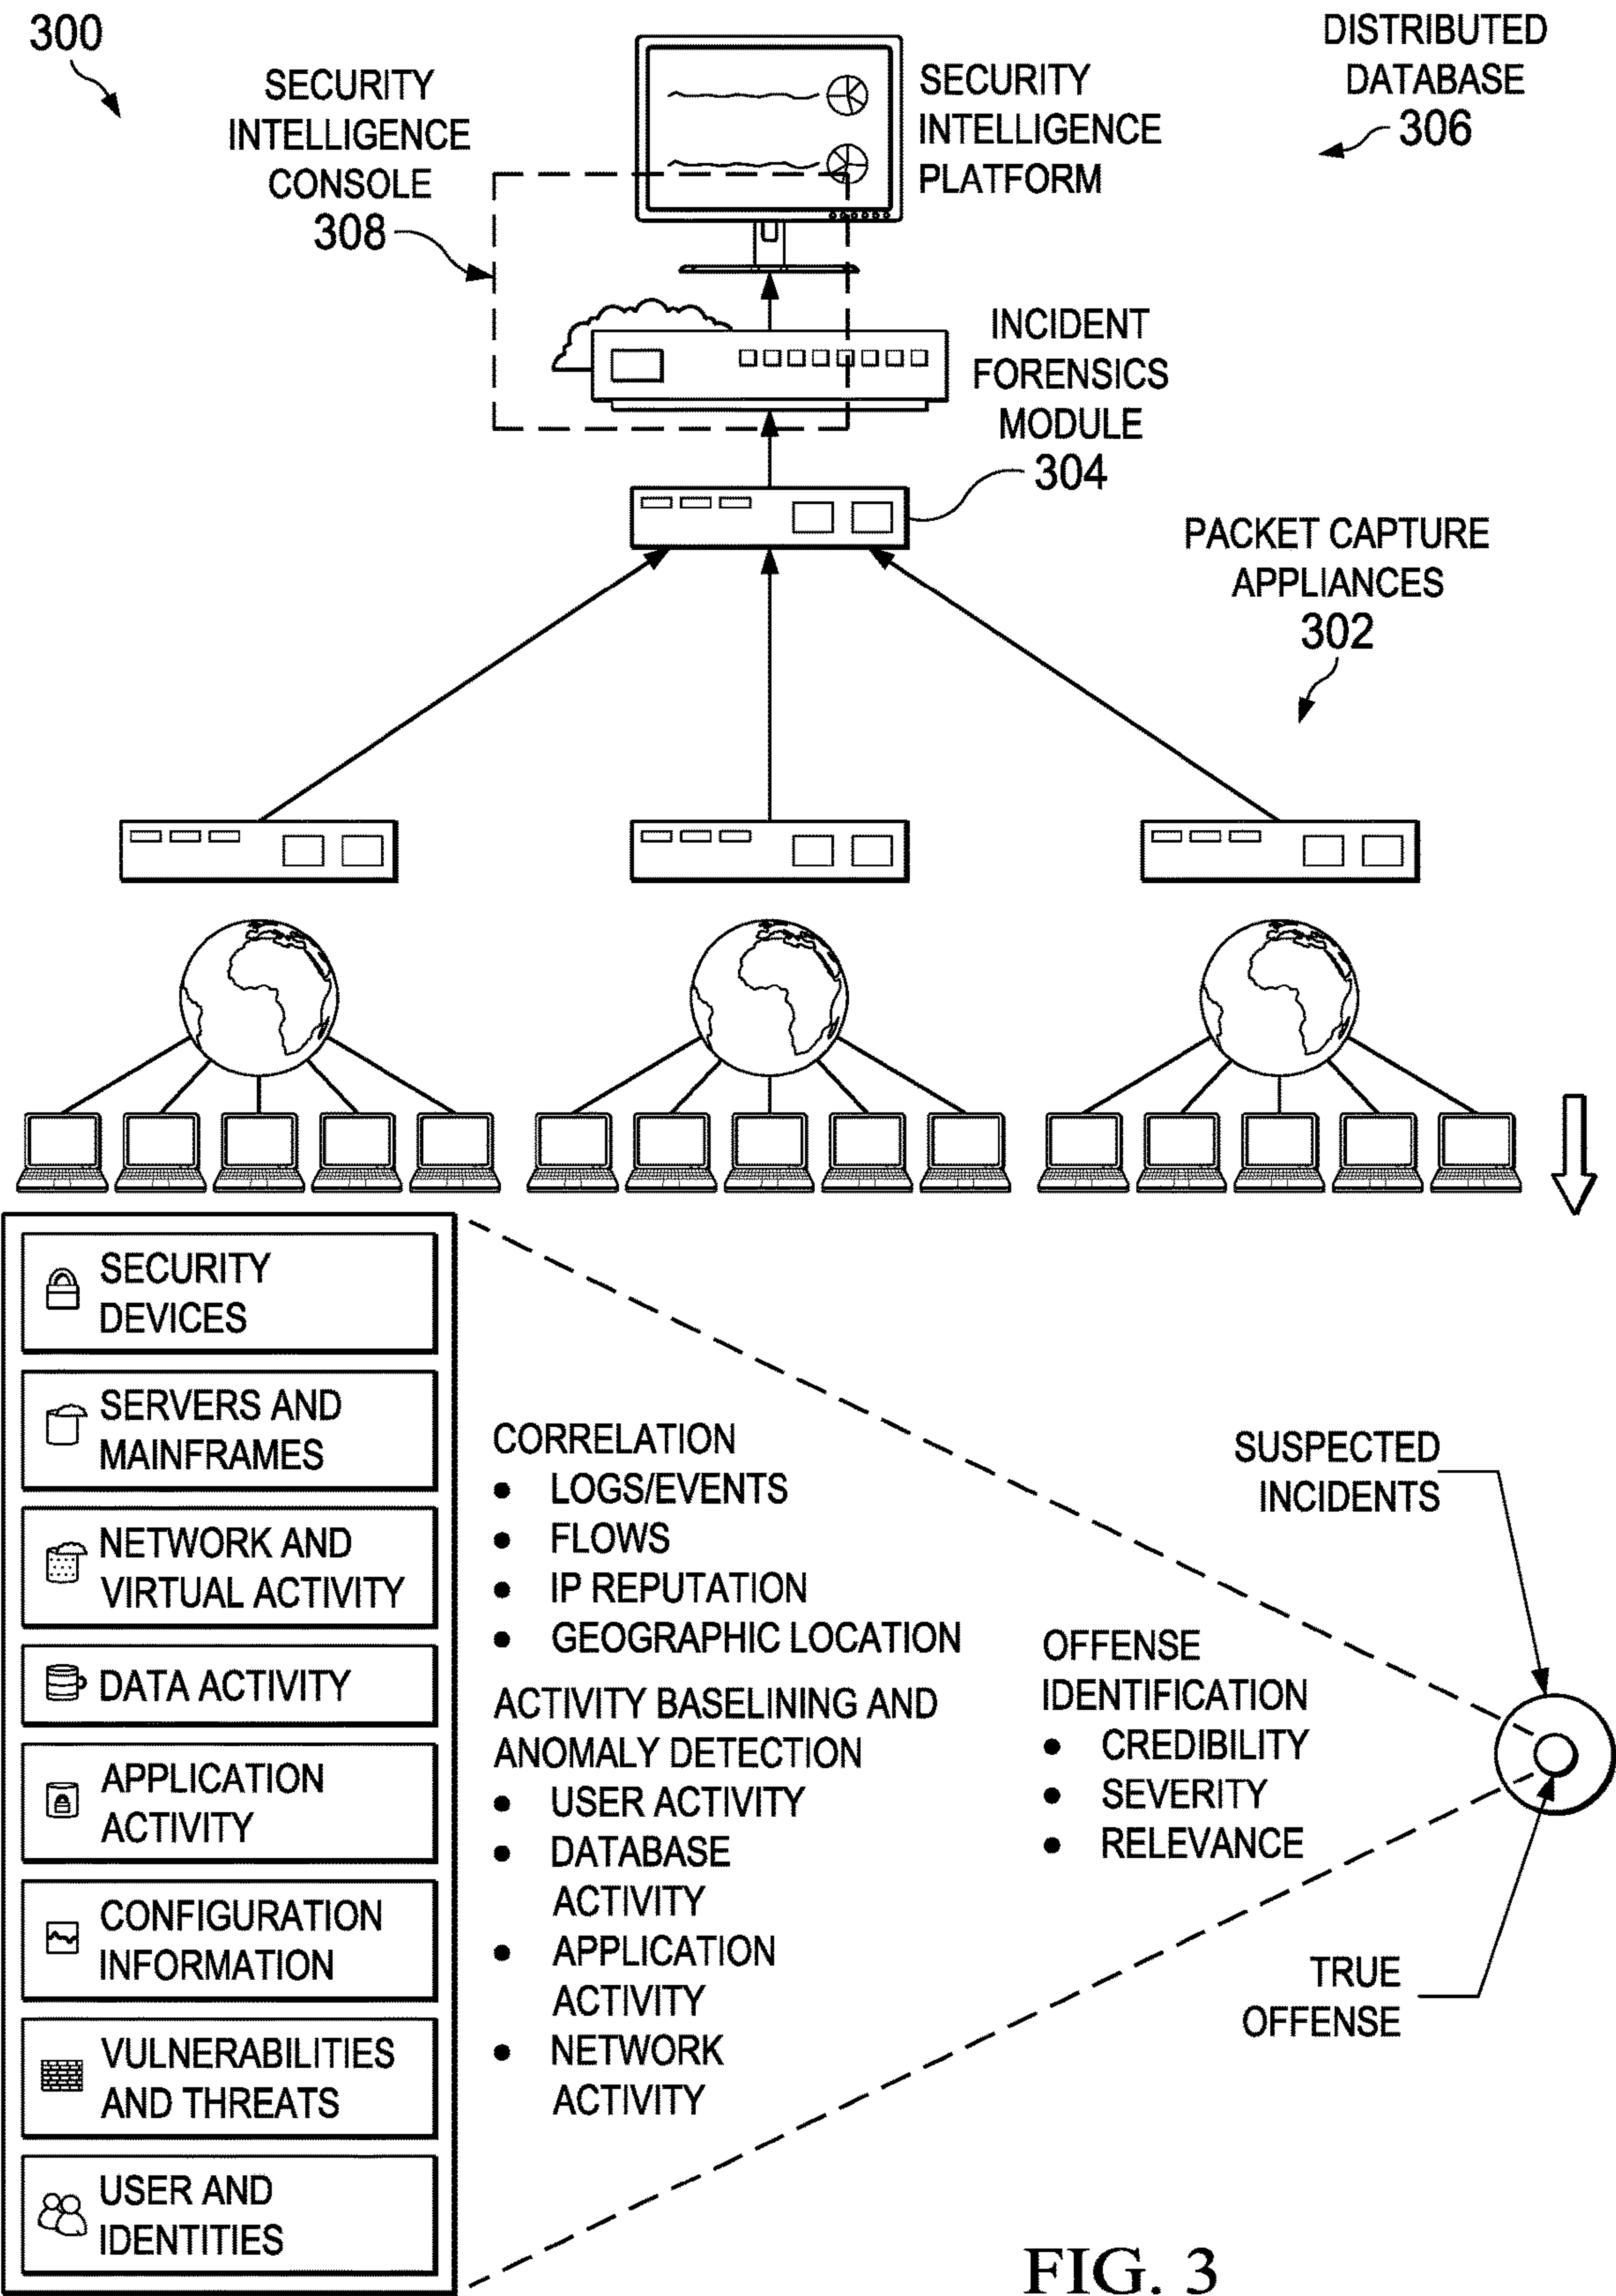 300
SECURITY
INTELLIGENCE
CONSOLE
308
SECURITY
INTELLIGENCE
PLATFORM
DISTRIBUTED
DATABASE
306
INCIDENT
FORENSICS
MODULE
304
PACKET CAPTURE
APPLIANCES
302
SECURITY
DEVICES
SERVERS AND
MAINFRAMES
NETWORK AND
VIRTUAL ACTIVITY
DATA ACTIVITY
APPLICATION
ACTIVITY
CONFIGURATION
INFORMATION
VULNERABILITIES
AND THREATS
USER AND
IDENTITIES
CORRELATION
• LOGS/EVENTS
• FLOWS
• IP REPUTATION
• GEOGRAPHIC LOCATION
ACTIVITY BASELINING AND
ANOMALY DETECTION
• USER ACTIVITY
• DATABASE
ACTIVITY
• APPLICATION
ACTIVITY
• NETWORK
ACTIVITY
OFFENSE
IDENTIFICATION
• CREDIBILITY
• SEVERITY
• RELEVANCE
SUSPECTED
INCIDENTS
TRUE
OFFENSE
FIG. 3